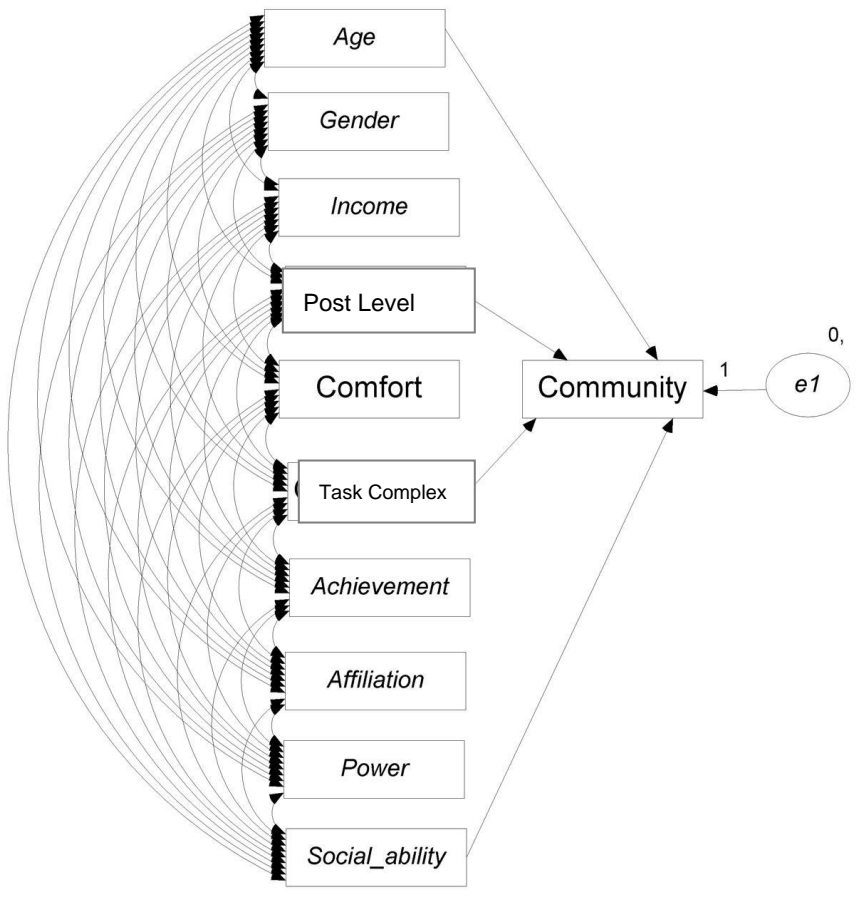 Age
Gender
Income
Post Level
Comfort
Task Complex
Achievement
Affiliation
Power
Social_ability
Community
1
0,
e1